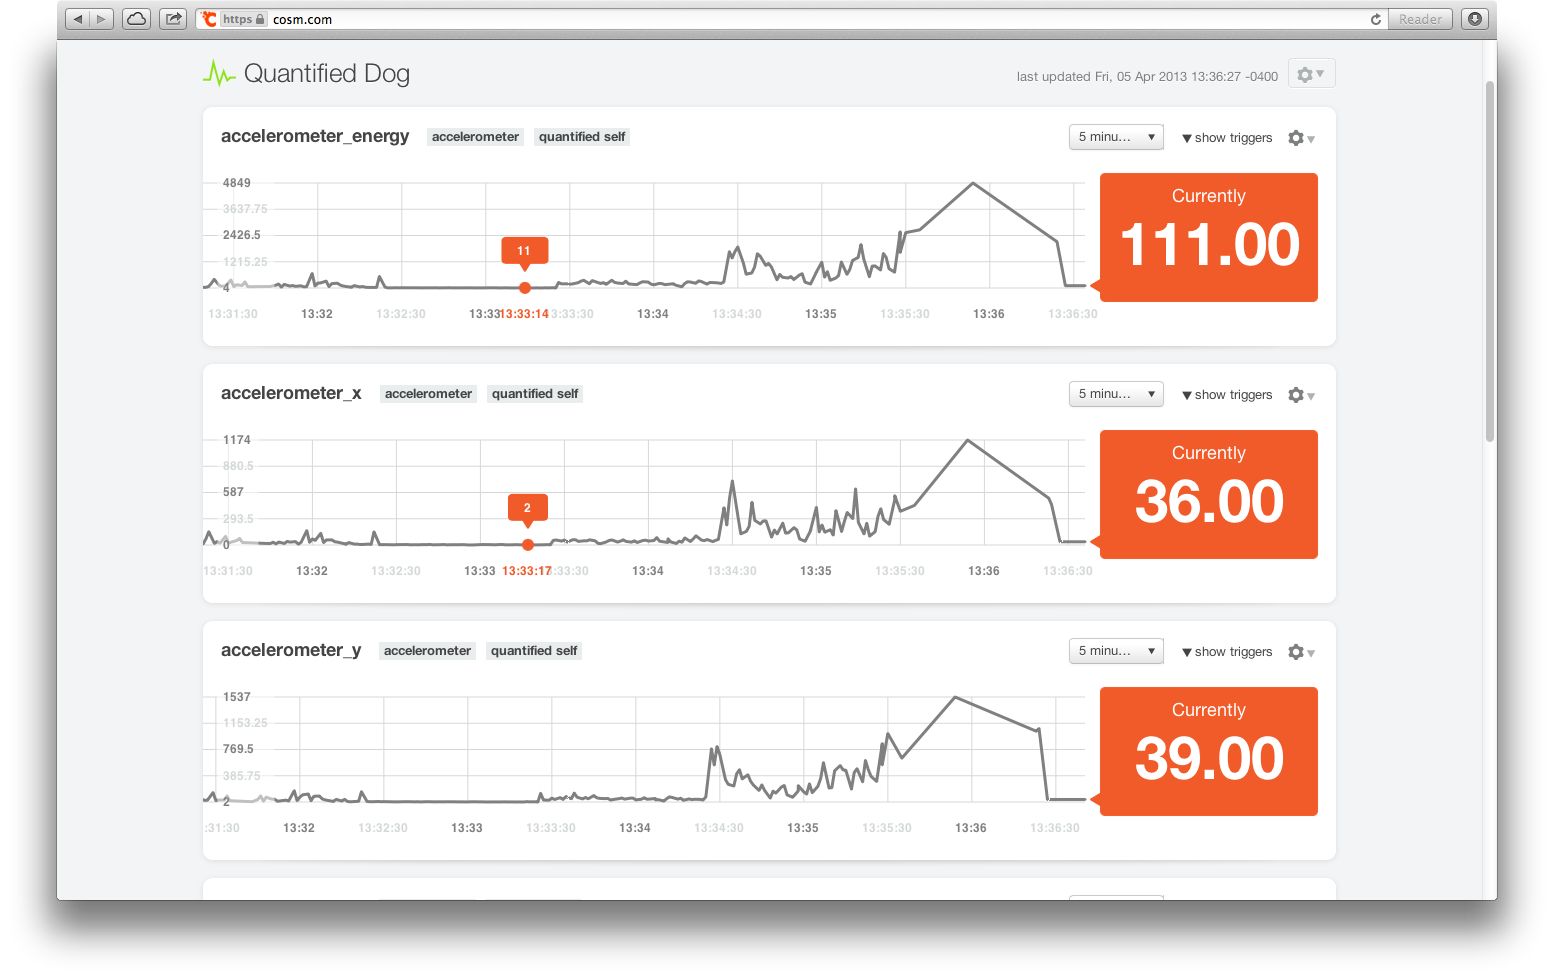 https cosm.com Reader
Quantified Dog
last updated Fri, 05 Apr 2013 13:36:27 -0400
accelerometer_energy accelerometer quantified self
5 minu... ▼ ▼ show triggers
4849
3637.75
2426.5
1215.25
4
11
13:31:30 13:32 13:32:30 13:33 13:33:14 3:33:30 13:34 13:34:30 13:35 13:35:30 13:36 13:36:30
Currently
111.00
accelerometer_x accelerometer quantified self
5 minu... ▼ ▼ show triggers
1174
880.5
587
293.5
0
2
13:31:30 13:32 13:32:30 13:33 13:33:17 :33:30 13:34 13:34:30 13:35 13:35:30 13:36 13:36:30
Currently
36.00
accelerometer_y accelerometer quantified self
5 minu... ▼ ▼ show triggers
1537
1153.25
769.5
385.75
2
:31:30 13:32 13:32:30 13:33 13:33:30 13:34 13:34:30 13:35 13:35:30 13:36 13:36:30
Currently
39.00